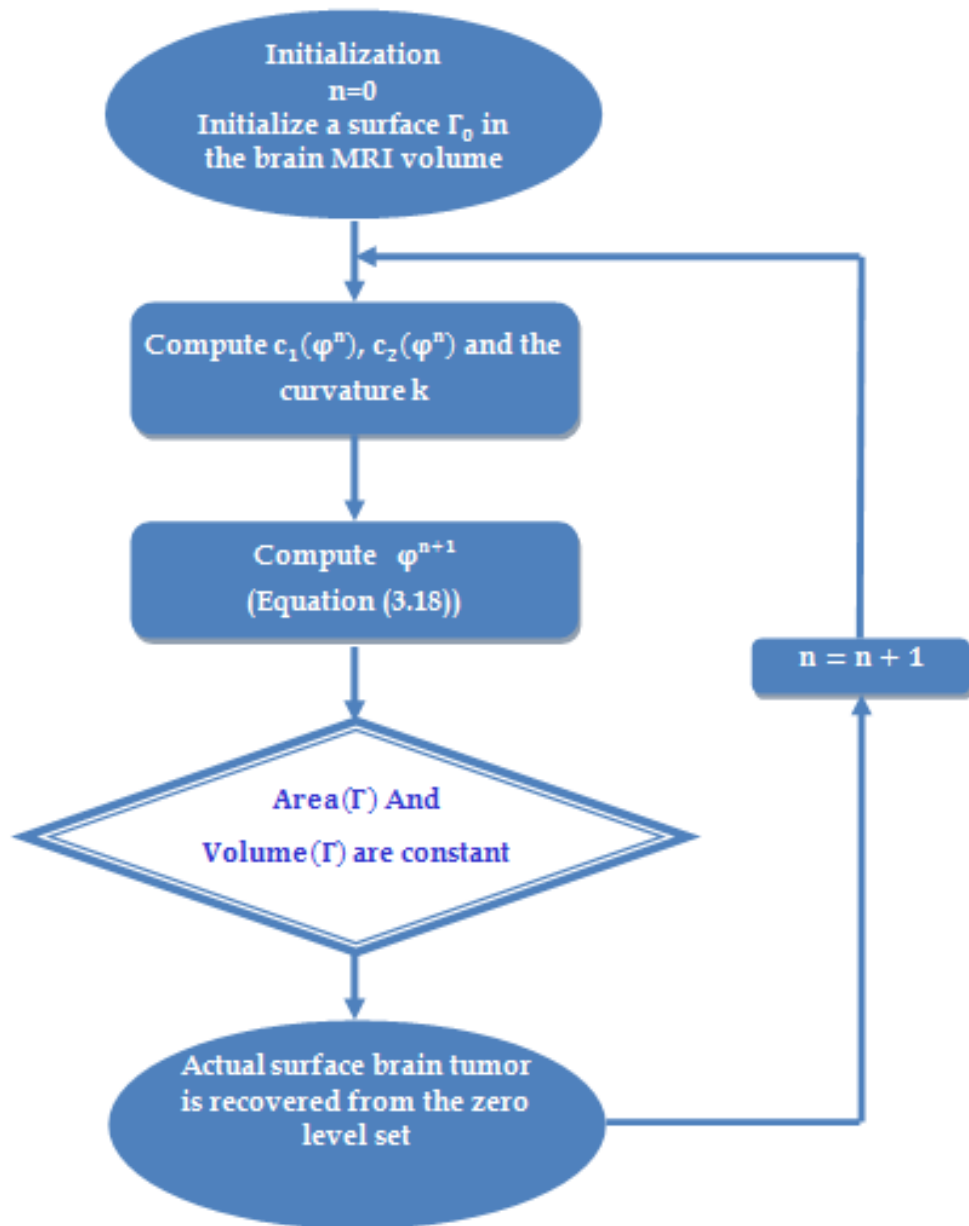 Initialization
n=0
Initialize a surface Γ₀ in
the brain MRI volume
Compute c₁(φⁿ), c₂(φⁿ) and the
curvature k
Compute φⁿ⁺¹
(Equation (3.18))
n = n + 1
Area(Γ) And
Volume(Γ) are constant
Actual surface brain tumor
is recovered from the zero
level set